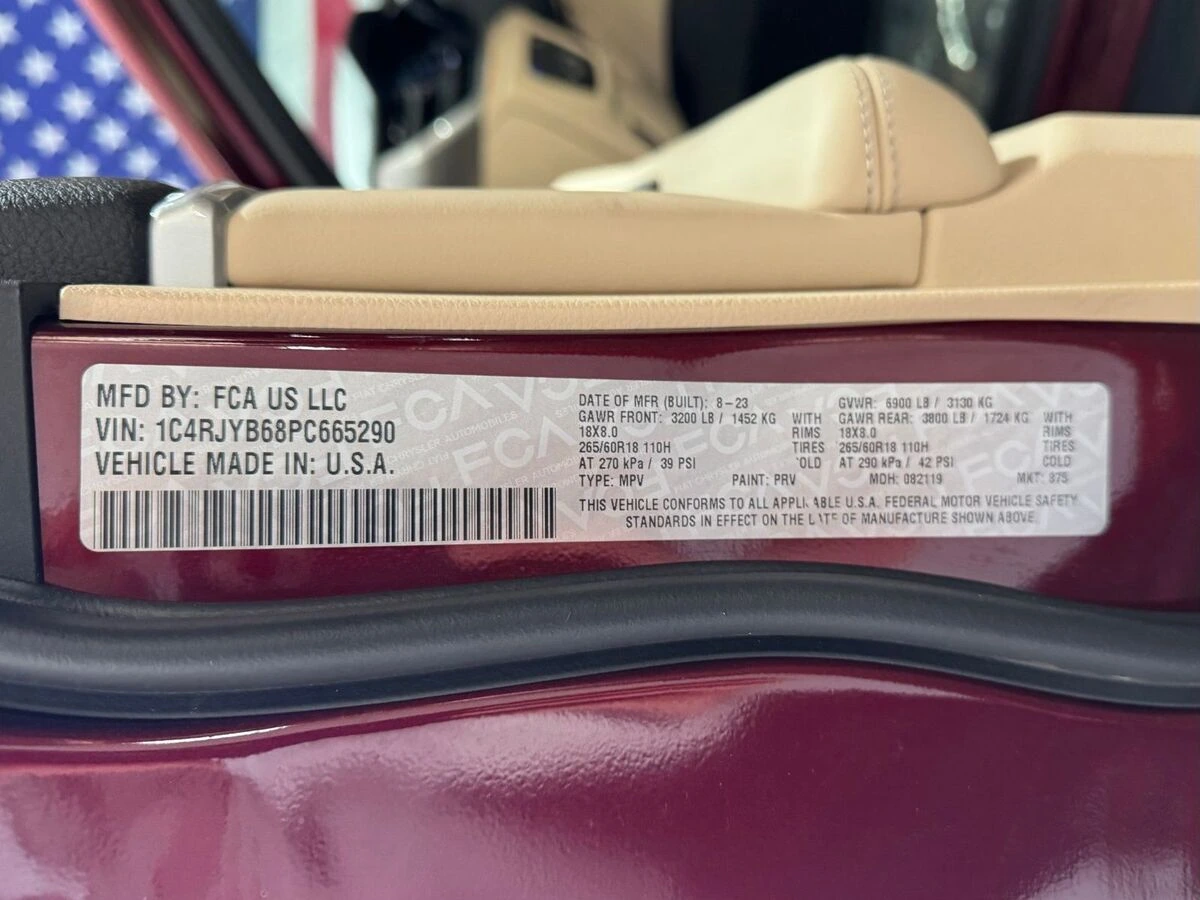 MFD BY: FCA US LLC
VIN: 1C4RJYB68PC665290
VEHICLE MADE IN: U.S.A.
DATE OF MFR (BUILT): 8-23 GVWR: 6900 LB / 3130 KG
GAWR FRONT: 3200 LB / 1452 KG WITH GAWR REAR: 3800 LB / 1724 KG WITH
18X8.0 RIMS 18X8.0 RIMS
265/60R18 110H TIRES 265/60R18 110H TIRES
AT 270 kPa / 39 PSI OLD AT 290 kPa / 42 PSI COLD
TYPE: MPV PAINT: PRV MDH: 082119 MKT: 875
THIS VEHICLE CONFORMS TO ALL APPLICABLE U.S.A. FEDERAL MOTOR VEHICLE SAFETY
STANDARDS IN EFFECT ON THE DATE OF MANUFACTURE SHOWN ABOVE